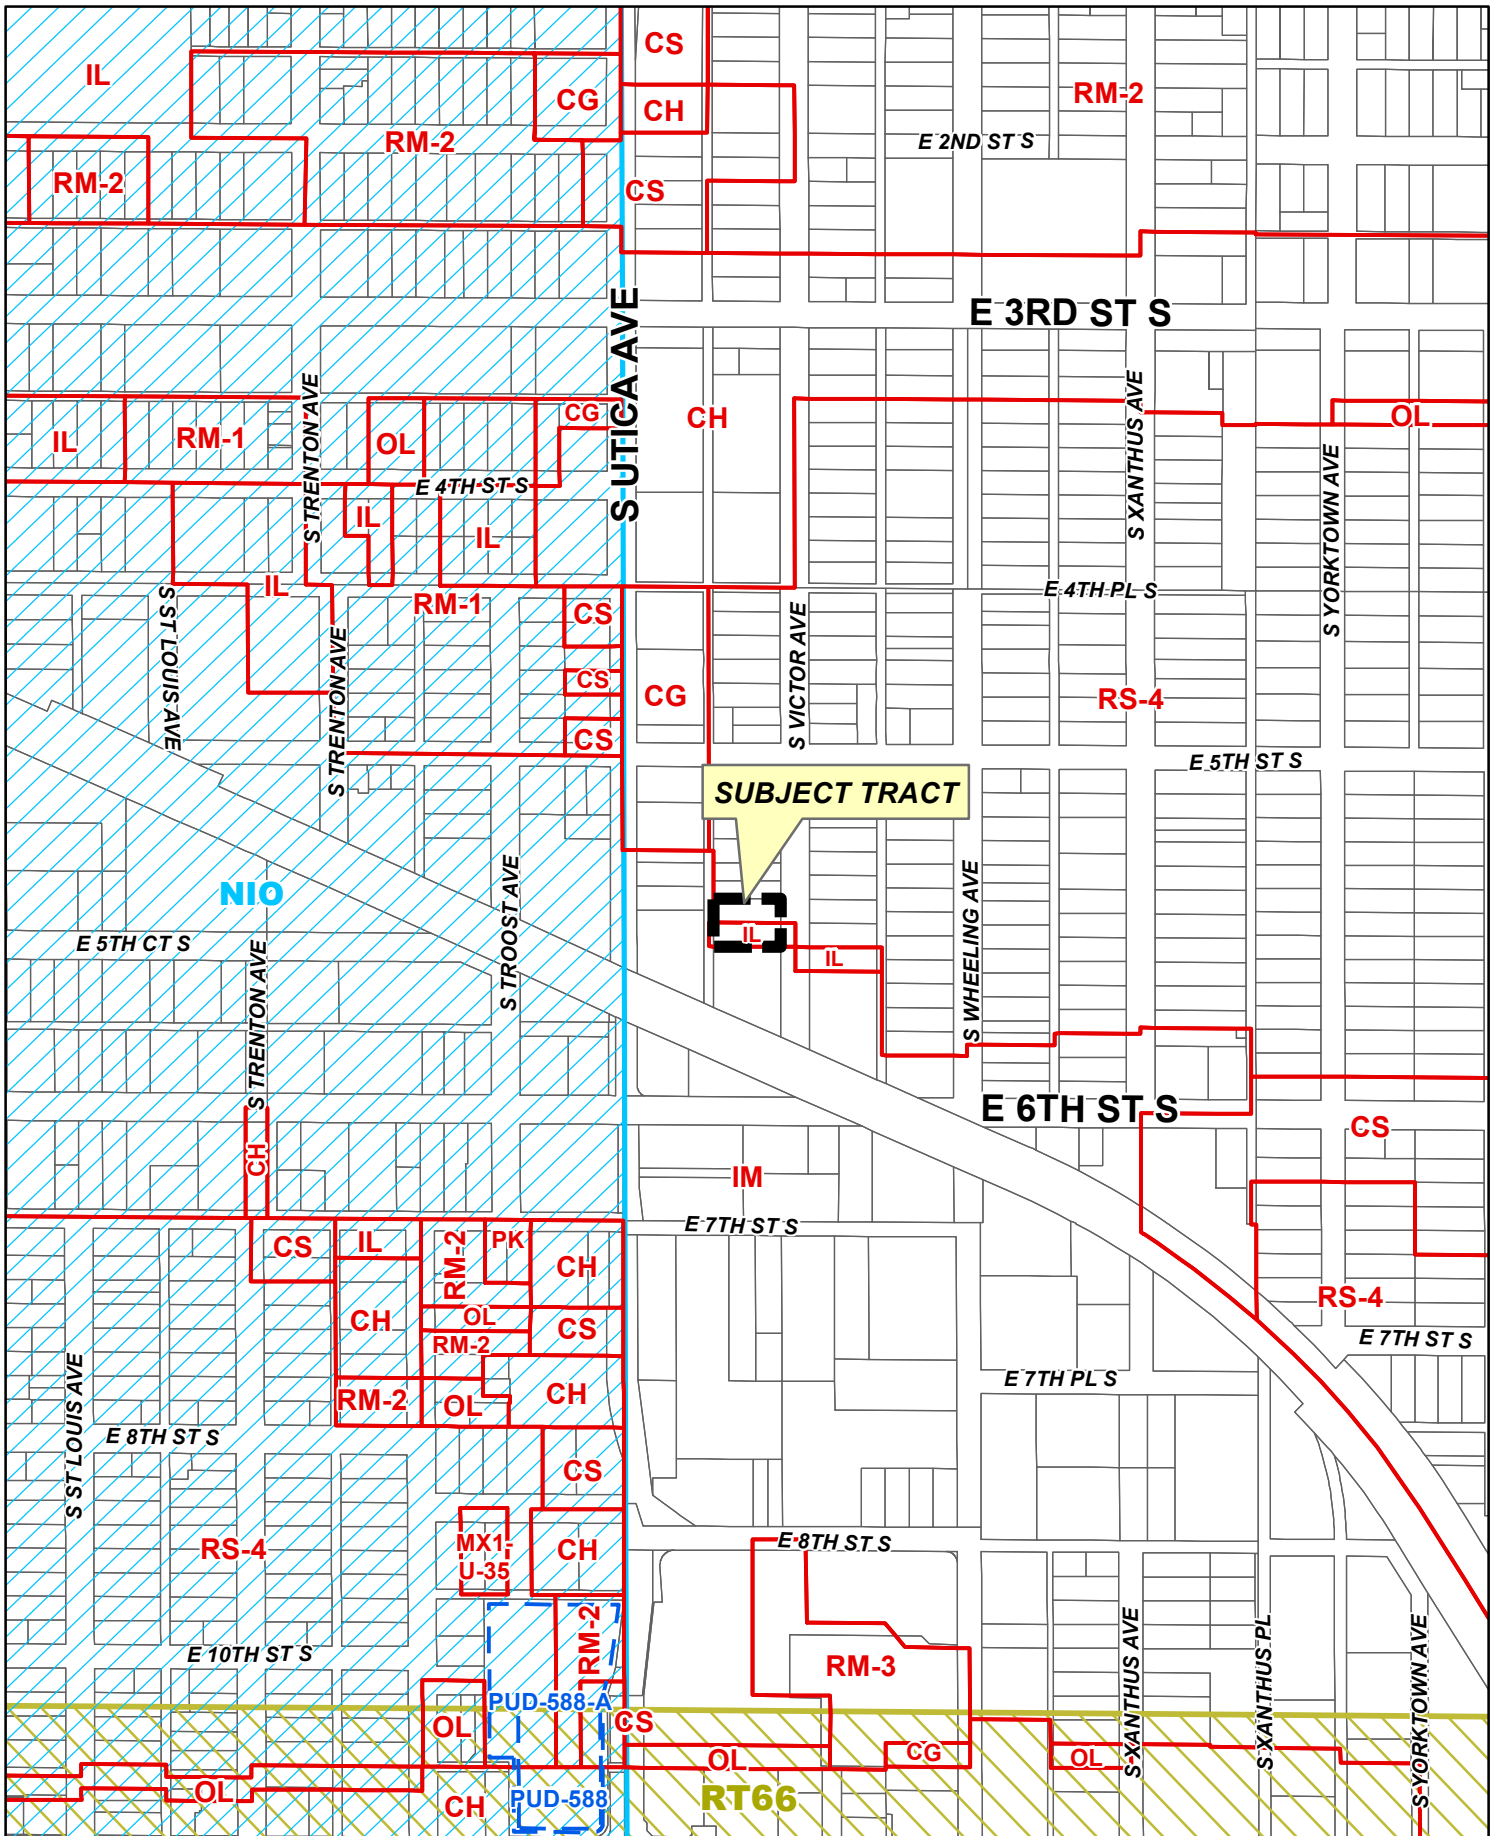 CS
IL
RM-2
CG
CH
RM-2
E 2ND ST S
RM-2
CS
S UTICA AVE
E 3RD ST S
S TRENTON AVE
S XANTHUS AVE
CG
CH
OL
IL
RM-1
OL
S YORKTOWN AVE
E 4TH ST S
IL
IL
IL
RM-1
E 4TH PL S
S ST LOUIS AVE
CS
S VICTOR AVE
S TRENTON AVE
CS
CG
RS-4
CS
E 5TH ST S
SUBJECT TRACT
NIO
S TROOST AVE
S WHEELING AVE
E 5TH CT S
IL
IL
S TRENTON AVE
E 6TH ST S
CS
CH
IM
E 7TH ST S
CS
IL
RM-2
PK
CH
RS-4
CH
OL
CS
RM-2
E 7TH ST S
E 7TH PL S
RM-2
OL
CH
S ST LOUIS AVE
E 8TH ST S
CS
RS-4
MX1-
U-35
CH
E 8TH ST S
RM-2
E 10TH ST S
RM-3
S XANTHUS AVE
S XANTHUS PL
S YORKTOWN AVE
PUD-588-A
OL
CS
OL
CG
OL
OL
CH
PUD-588
RT66